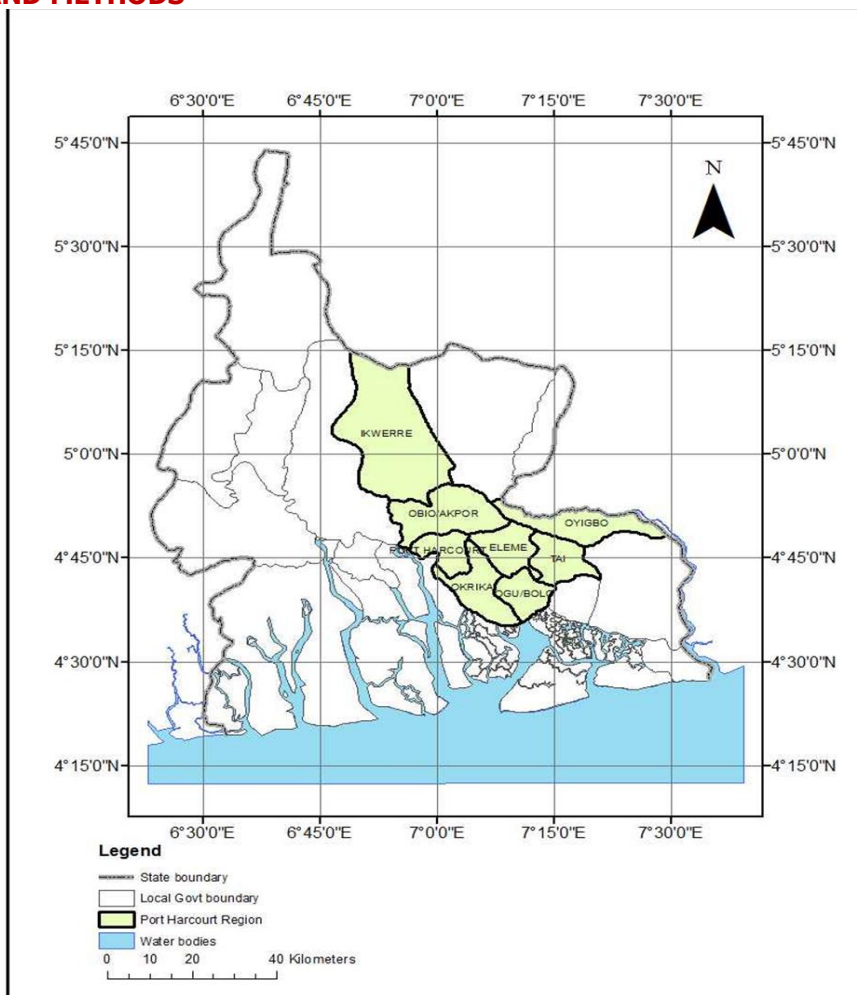 AND METHODS
6°30'0"E 6°45'0"E 7°0'0"E 7°15'0"E 7°30'0"E
5°45'0"N 5°45'0"N
N
5°30'0"N 5°30'0"N
5°15'0"N 5°15'0"N
IKWERRE
5°0'0"N 5°0'0"N
OBIO/AKPOR
OYIGBO
PORT HARCOURT ELEME
4°45'0"N TAI 4°45'0"N
OKRIKA OGU/BOLO
4°30'0"N 4°30'0"N
4°15'0"N 4°15'0"N
6°30'0"E 6°45'0"E 7°0'0"E 7°15'0"E 7°30'0"E
Legend
State boundary
Local Govt boundary
Port Harcourt Region
Water bodies
0 10 20 40 Kilometers